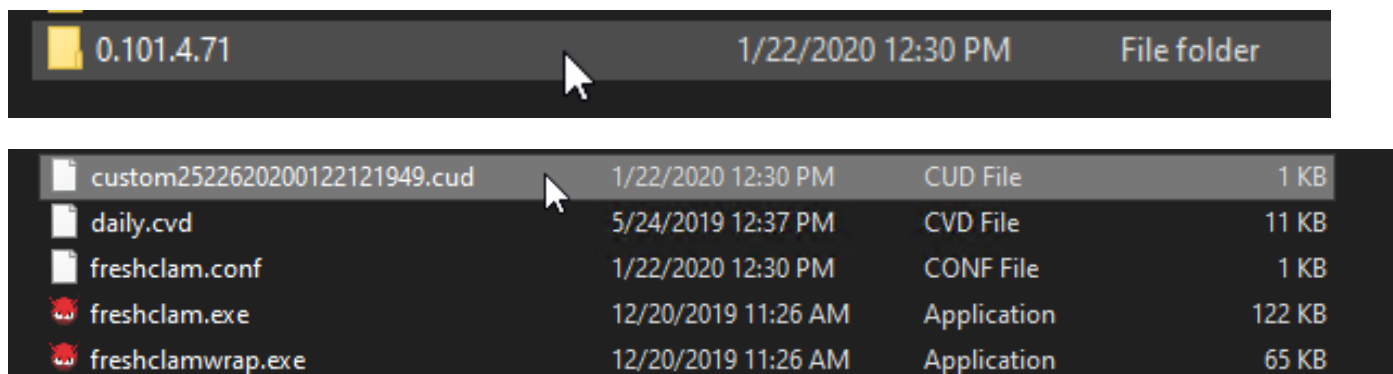 0.101.4.71 1/22/2020 12:30 PM File folder
custom2522620200122121949.cud 1/22/2020 12:30 PM CUD File 1 KB
daily.cvd 5/24/2019 12:37 PM CVD File 11 KB
freshclam.conf 1/22/2020 12:30 PM CONF File 1 KB
freshclam.exe 12/20/2019 11:26 AM Application 122 KB
freshclamwrap.exe 12/20/2019 11:26 AM Application 65 KB